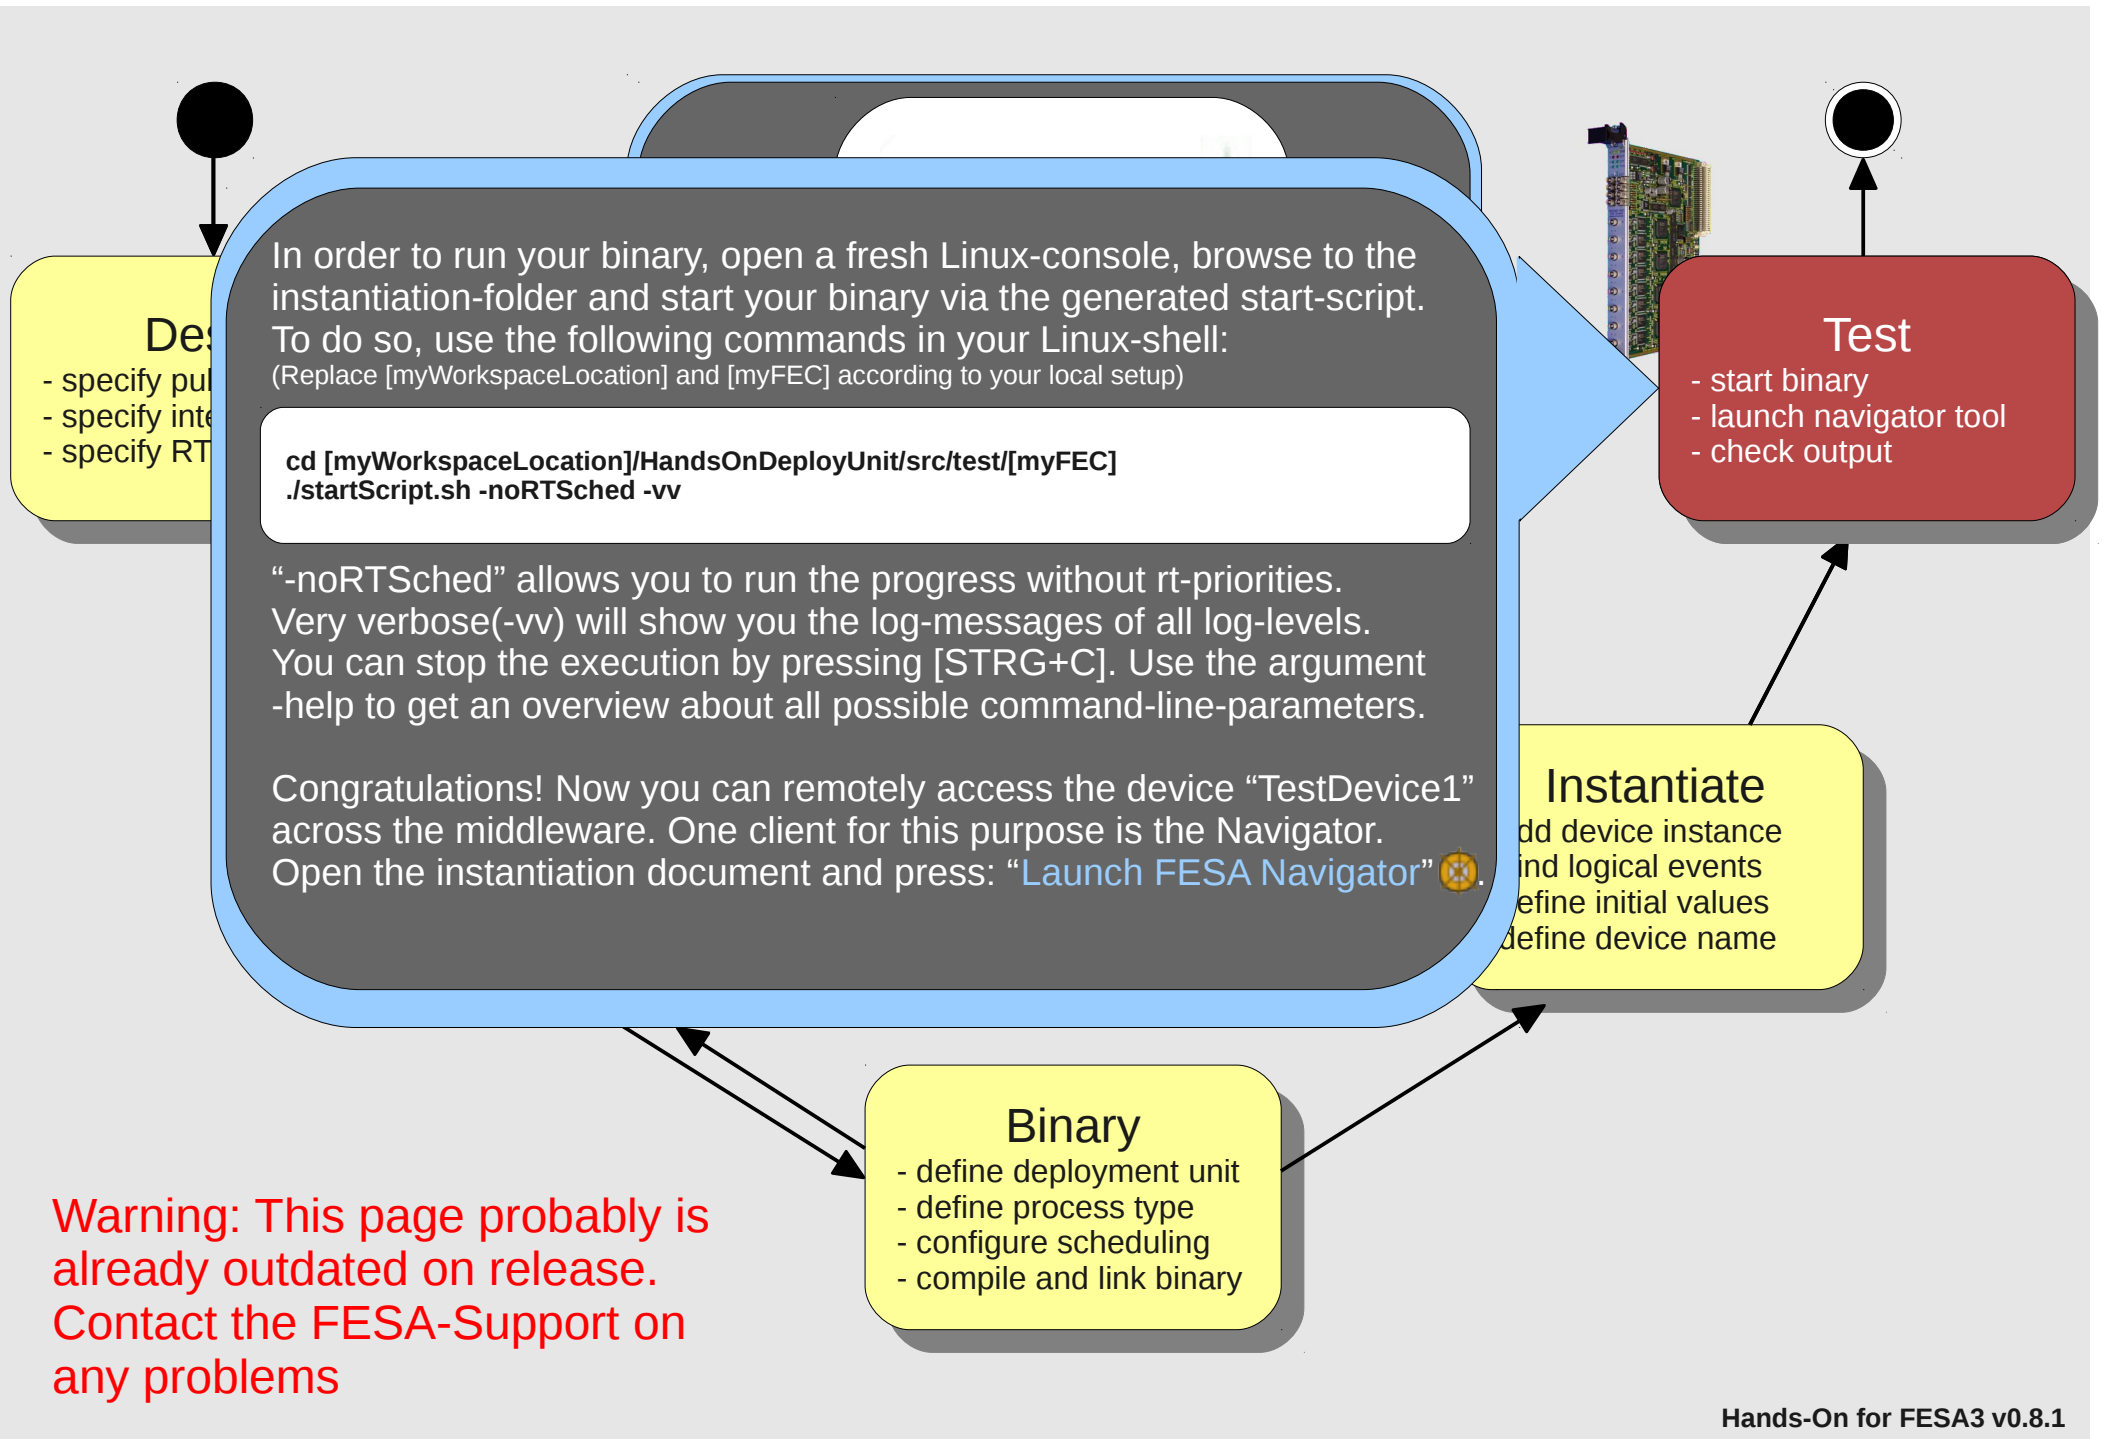 In order to run your binary, open a fresh Linux-console, browse to the
instantiation-folder and start your binary via the generated start-script.
To do so, use the following commands in your Linux-shell:
(Replace [myWorkspaceLocation] and [myFEC] according to your local setup)
cd [myWorkspaceLocation]/HandsOnDeployUnit/src/test/[myFEC]
./startScript.sh -noRTSched -vv
“-noRTSched” allows you to run the progress without rt-priorities.
Very verbose(-vv) will show you the log-messages of all log-levels.
You can stop the execution by pressing [STRG+C]. Use the argument
-help to get an overview about all possible command-line-parameters.
Congratulations! Now you can remotely access the device “TestDevice1”
across the middleware. One client for this purpose is the Navigator.
Open the instantiation document and press: “Launch FESA Navigator” .
- specify
- specify
- specify RT
Test
- start binary
- launch navigator tool
- check output
Instantiate
device instance
logical events
initial values
define device name
Binary
- define deployment unit
- define process type
- configure scheduling
- compile and link binary
Warning: This page probably is
already outdated on release.
Contact the FESA-Support on
any problems
Hands-On for FESA3 v0.8.1